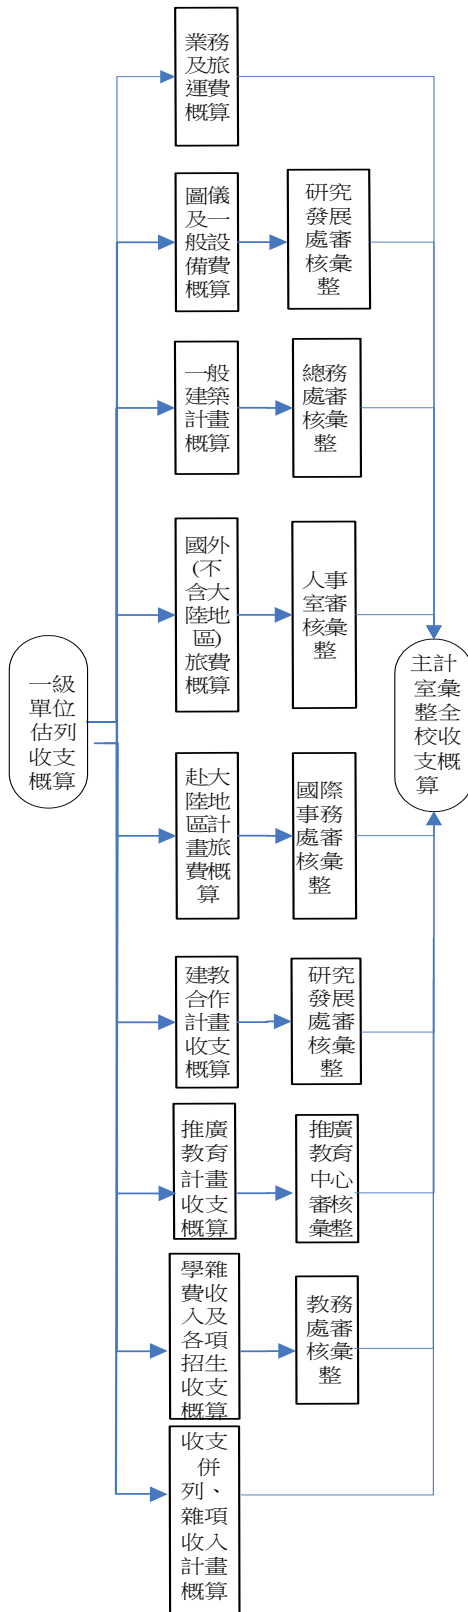 業務
及旅
運費
概算
圖儀
及一
般設
備費
概算
研究
發展
處審
核彙
整
一般
建築
計畫
概算
總務
處審
核彙
整
國外
(不
含大
陸地
區)
旅費
概算
人事
室審
核彙
整
一級
單位
估列
收支
概算
主計
室彙
整全
校收
支概
算
赴大
陸地
區計
畫旅
費概
算
國際
事務
處審
核彙
整
建教
合作
計畫
收支
概算
研究
發展
處審
核彙
整
推廣
教育
計畫
收支
概算
推廣
教育
中心
審核
彙整
學雜
費收
入及
各項
招生
收支
概算
教務
處審
核彙
整
收支
併
列、
雜項
收入
計畫
概算